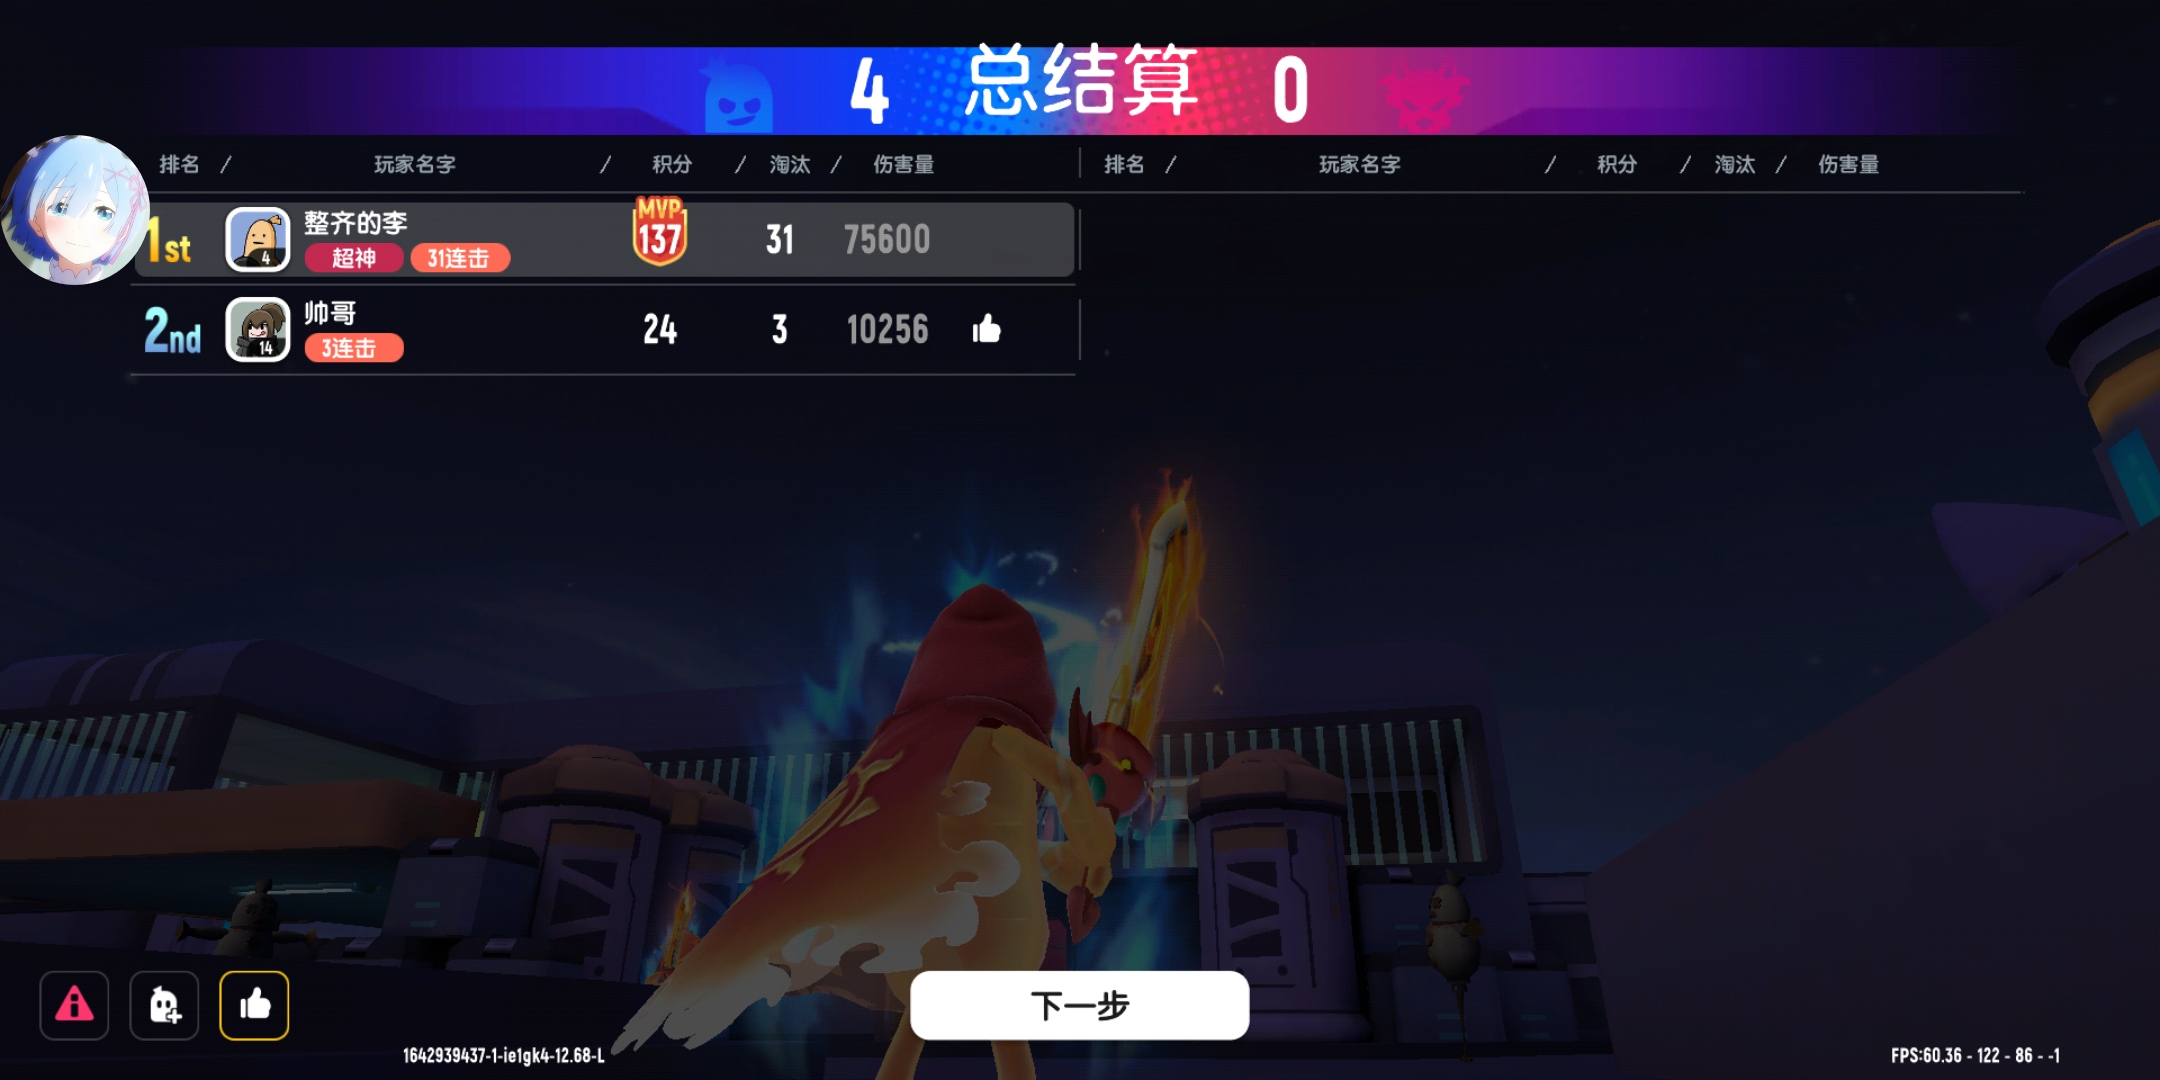 4 总结算 0
排名 / 玩家名字 / 积分 / 淘汰 / 伤害量
排名 / 玩家名字 / 积分 / 淘汰 / 伤害量
1st 4 整齐的李 MVP 137 31 75600
超神 31连击
2nd 14 帅哥 24 3 10256
3连击
下一步
1642939437-1-ie1gk4-12.68-L
FPS:60.36 - 122 - 86 - -1